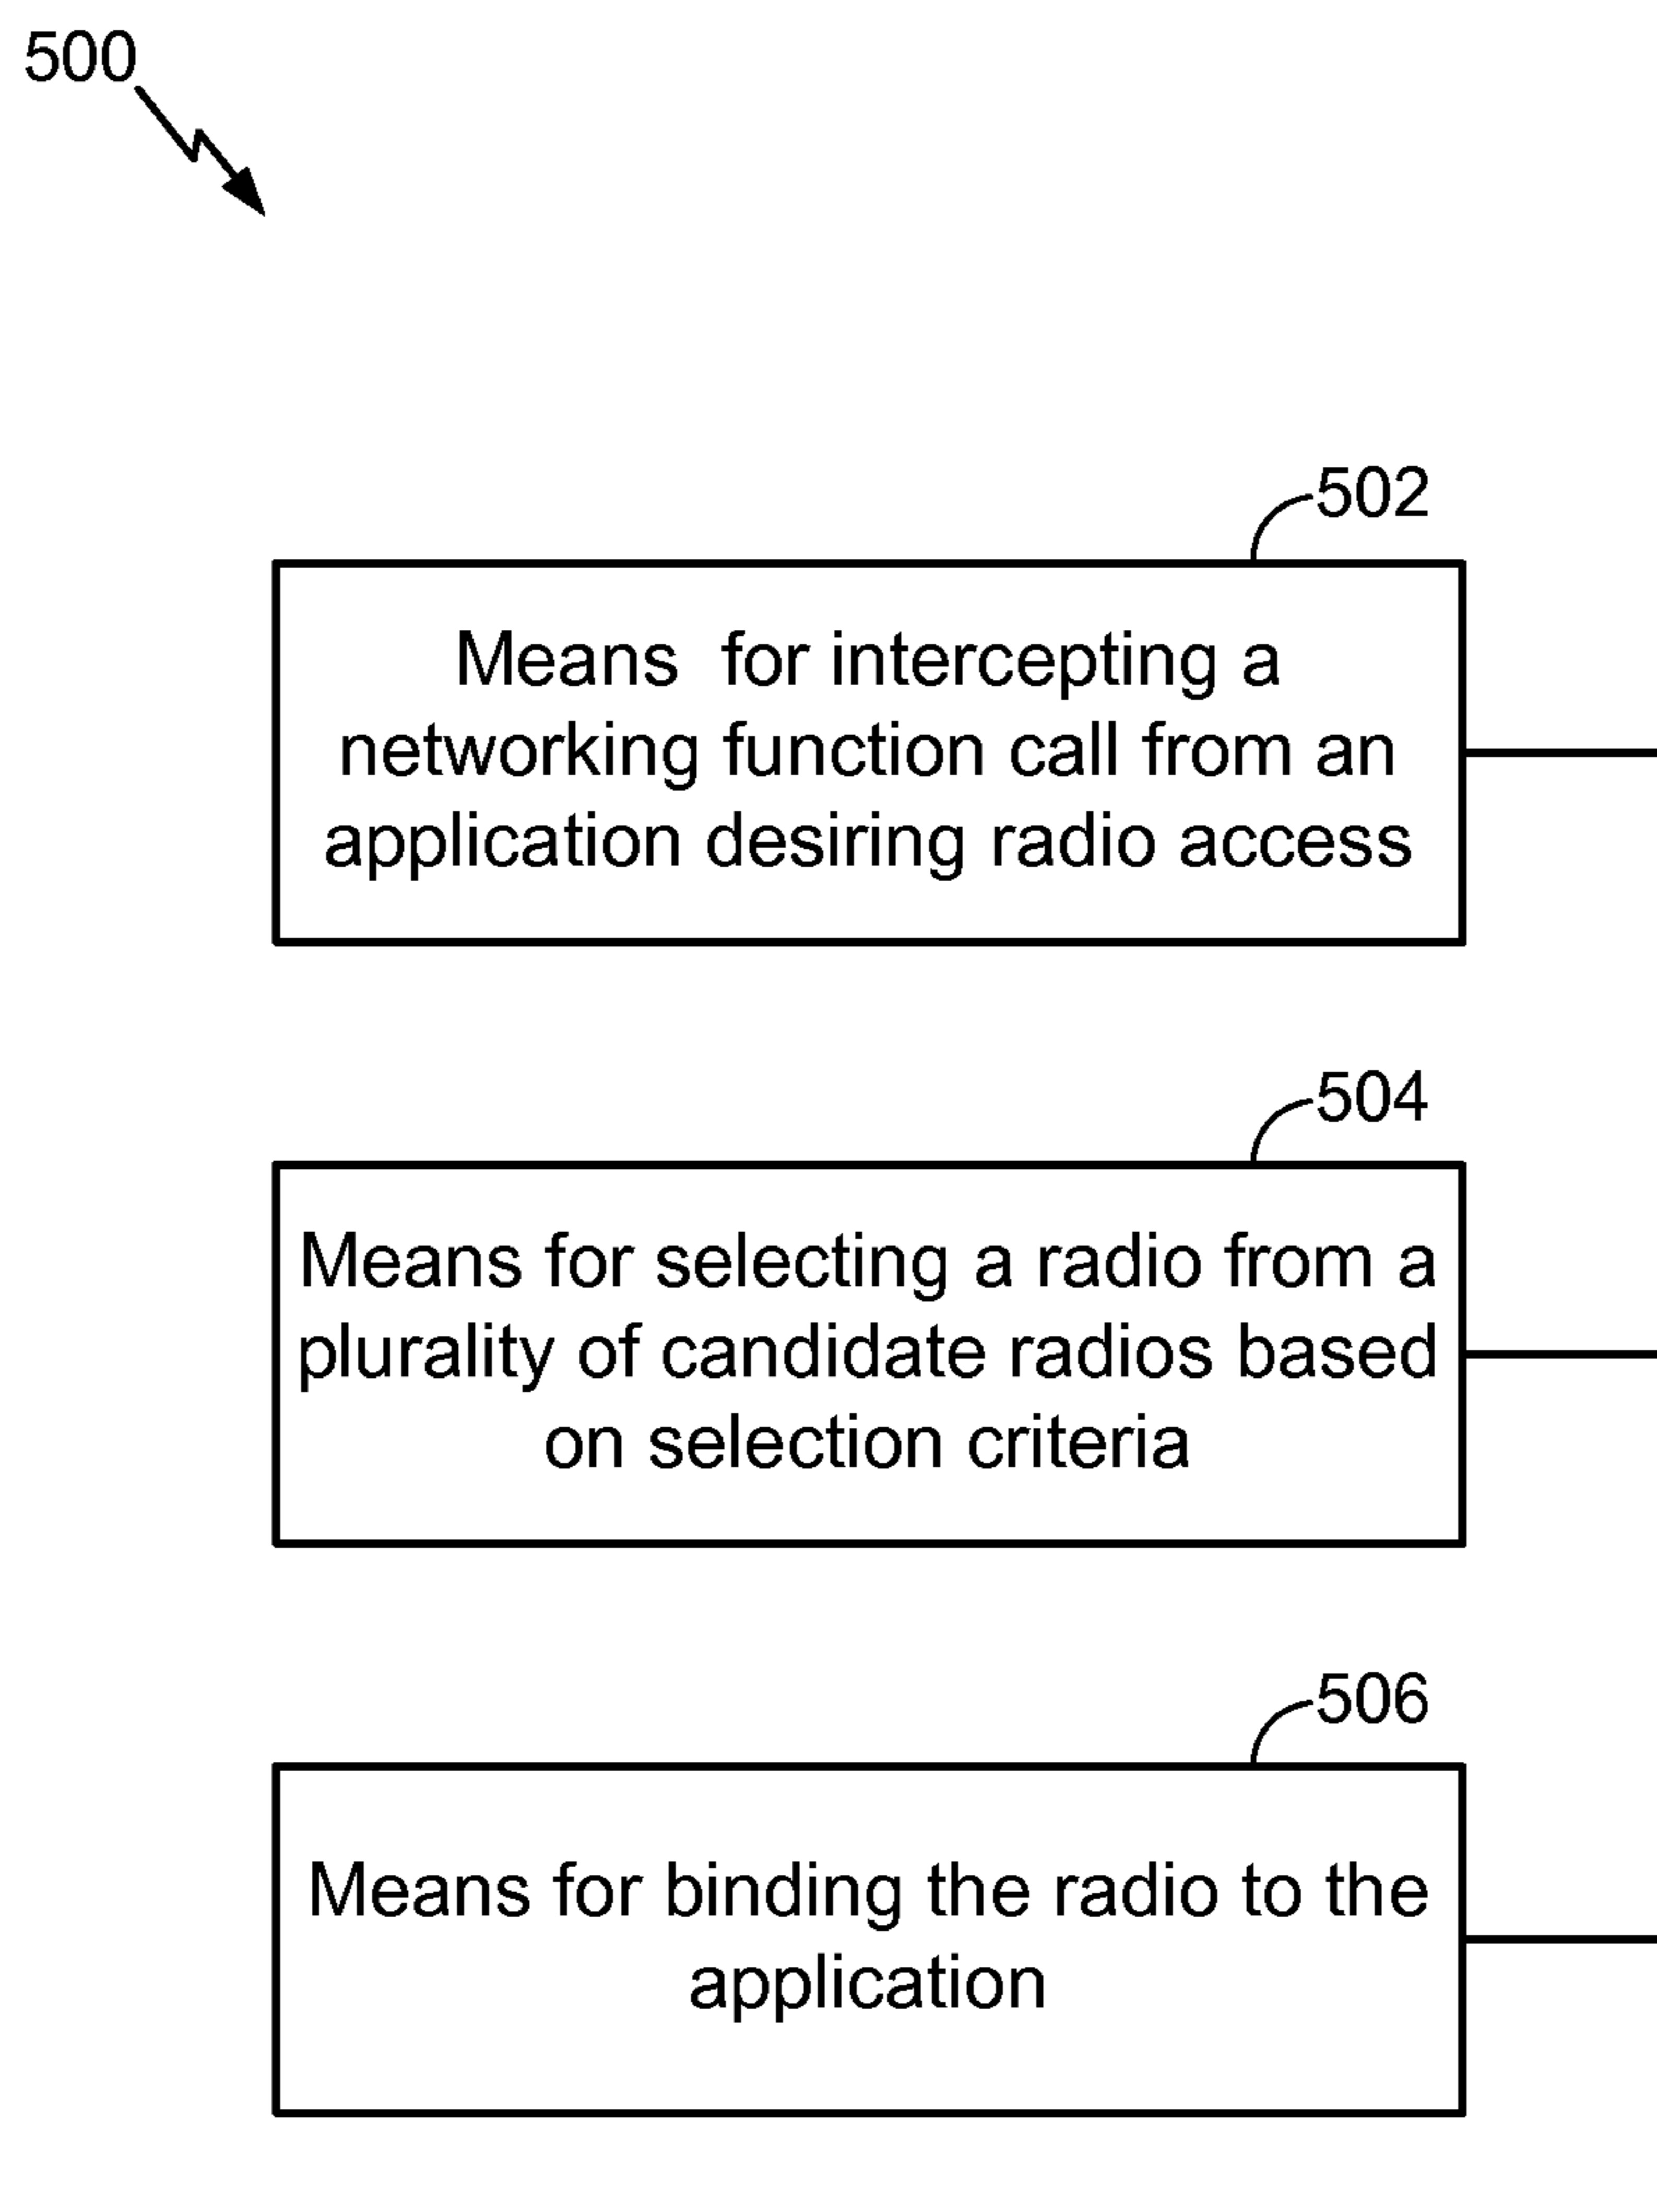 500
502
Means for intercepting a
networking function call from an
application desiring radio access
504
Means for selecting a radio from a
plurality of candidate radios based
on selection criteria
506
Means for binding the radio to the
application